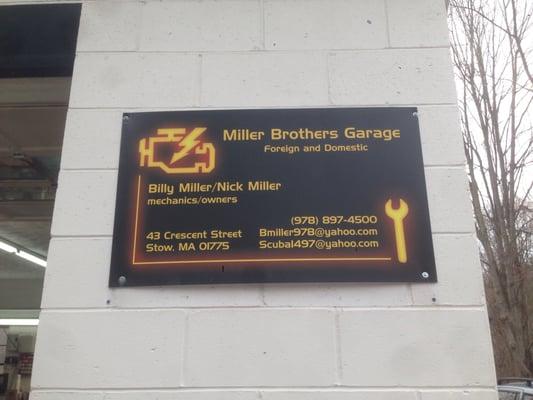 Miller Brothers Garage
Foreign and Domestic
Billy Miller/Nick Miller
mechanics/owners
(978) 897-4500
43 Crescent Street
Bmiller978@yahoo.com
Stow, MA 01775
Scuba1497@yahoo.com